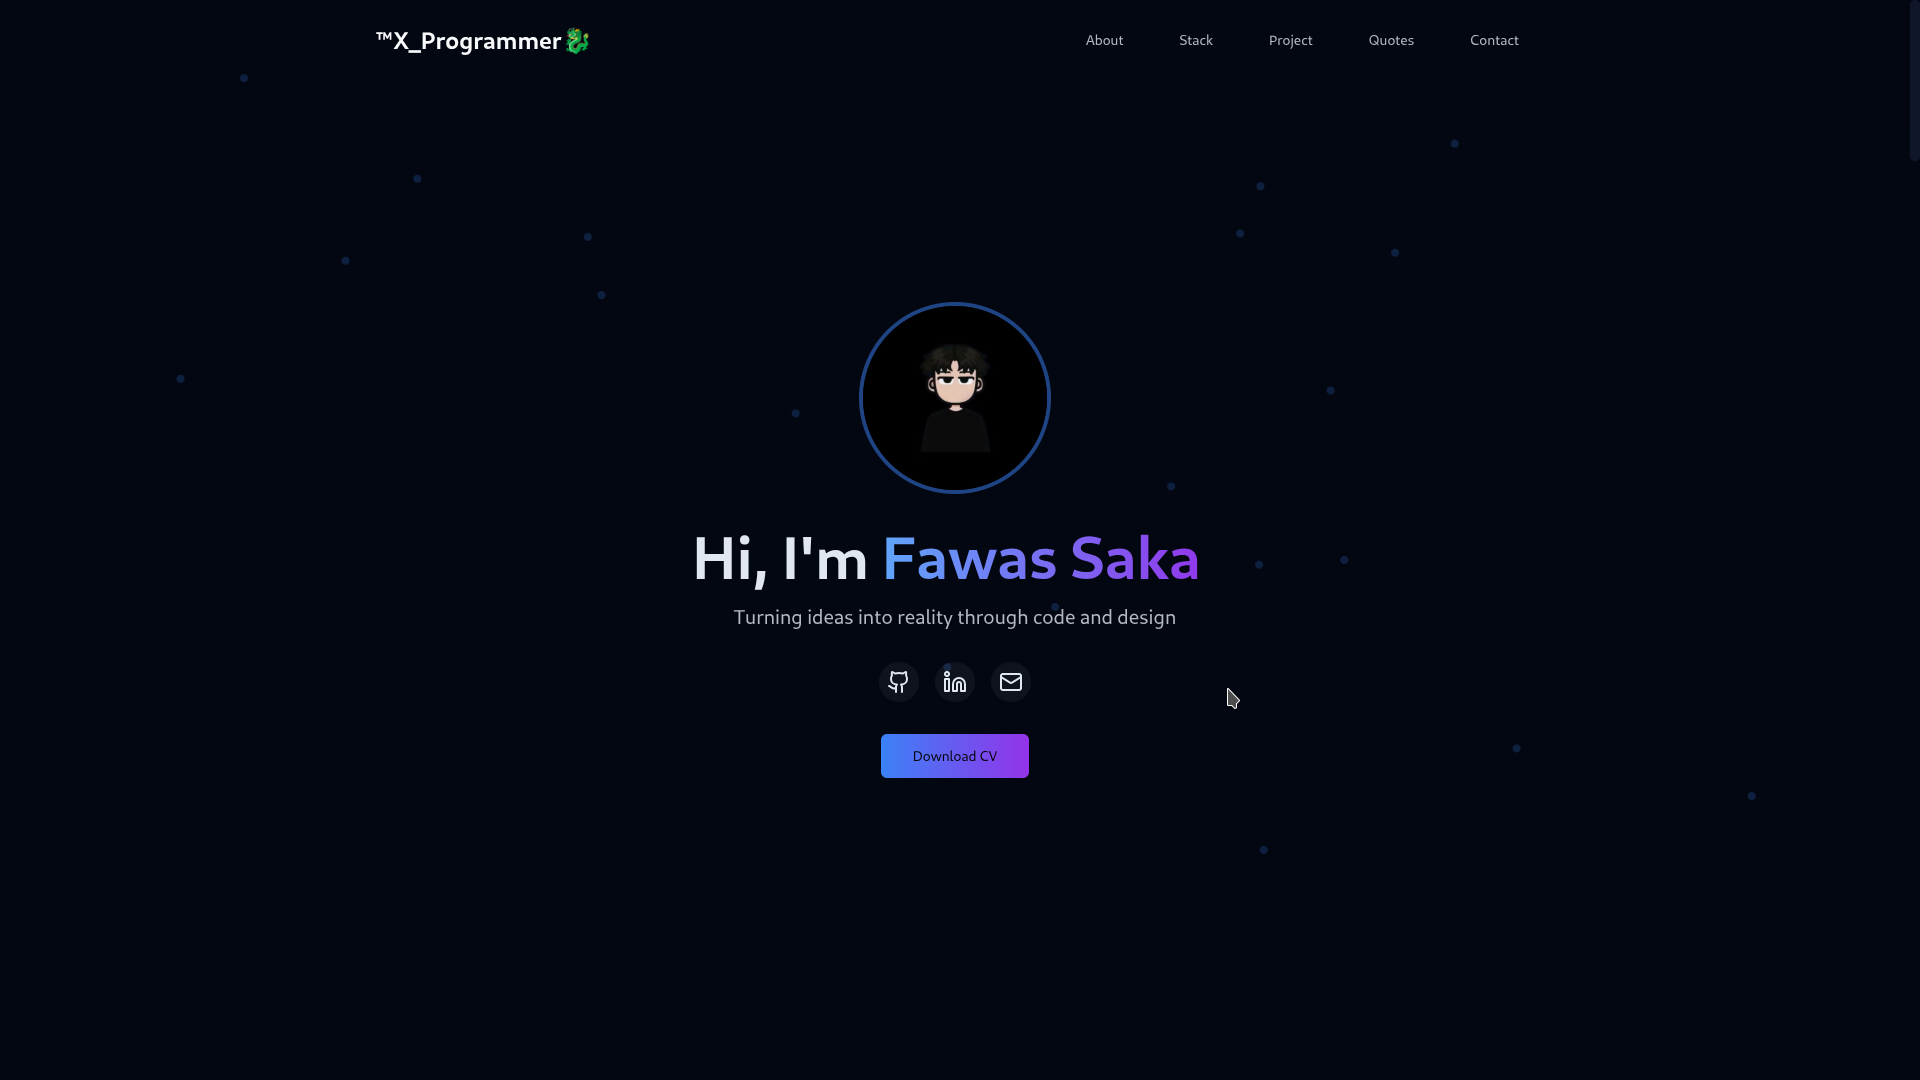 ™X_Programmer🐉
About
Stack
Project
Quotes
Contact
Hi, I'm Fawas Saka
Turning ideas into reality through code and design
Download CV